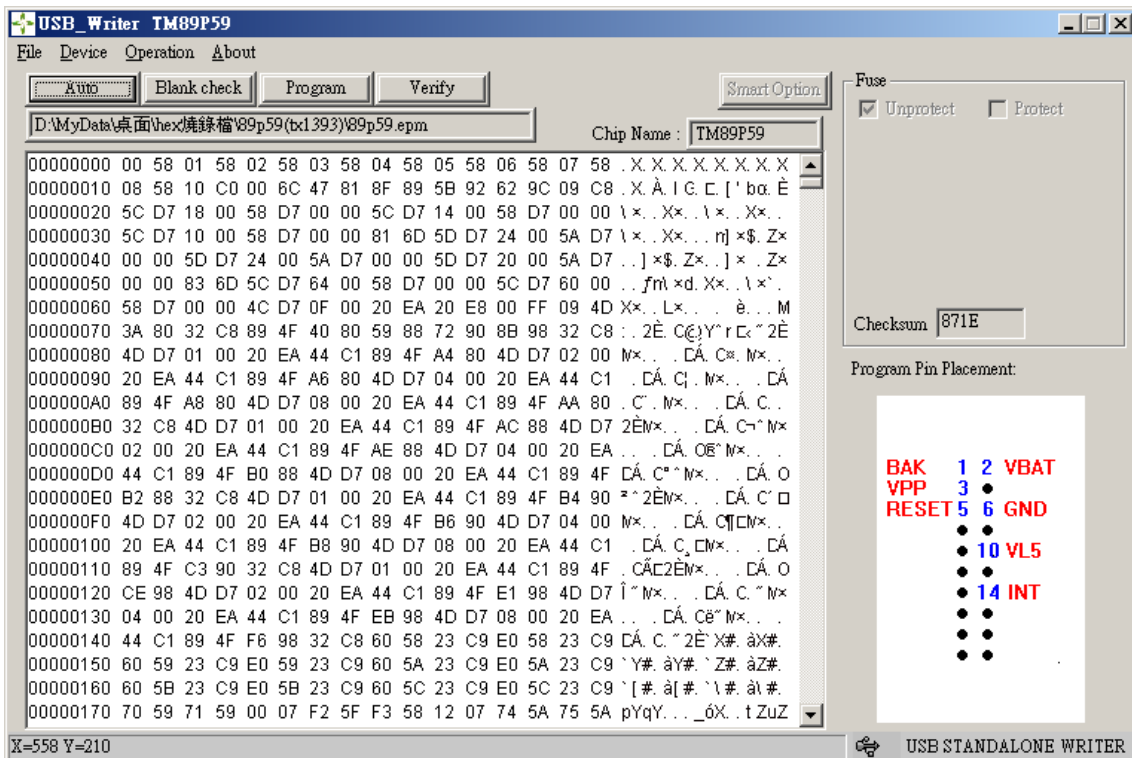 USB_Writer TM89P59
File Device Operation About
Auto Blank check Program Verify Smart Option
D:\MyData\桌面\hex燒錄檔\89p59(tx1393)\89p59.epm
Chip Name : TM89P59
00000000 00 58 01 58 02 58 03 58 04 58 05 58 06 58 07 58 . X. X. X. X. X. X. X. X
00000010 08 58 10 C0 00 6C 47 81 8F 89 5B 92 62 9C 09 C8
00000020 5C D7 18 00 58 D7 00 00 5C D7 14 00 58 D7 00 00 \ ×. . X×. . \ ×. . X×. .
00000030 5C D7 10 00 58 D7 00 00 81 6D 5D D7 24 00 5A D7
00000040 00 00 5D D7 24 00 5A D7 00 00 5D D7 20 00 5A D7 . . ] ×$. Z×. . ] × . Z×
00000050 00 00 83 6D 5C D7 64 00 58 D7 00 00 5C D7 60 00
00000060 58 D7 00 00 4C D7 0F 00 20 EA 20 E8 00 FF 09 4D
00000070 3A 80 32 C8 89 4F 40 80 59 88 72 90 8B 98 32 C8
00000080 4D D7 01 00 20 EA 44 C1 89 4F A4 80 4D D7 02 00
00000090 20 EA 44 C1 89 4F A6 80 4D D7 04 00 20 EA 44 C1
000000A0 89 4F A8 80 4D D7 08 00 20 EA 44 C1 89 4F AA 80
000000B0 32 C8 4D D7 01 00 20 EA 44 C1 89 4F AC 88 4D D7
000000C0 02 00 20 EA 44 C1 89 4F AE 88 4D D7 04 00 20 EA
000000D0 44 C1 89 4F B0 88 4D D7 08 00 20 EA 44 C1 89 4F
000000E0 B2 88 32 C8 4D D7 01 00 20 EA 44 C1 89 4F B4 90
000000F0 4D D7 02 00 20 EA 44 C1 89 4F B6 90 4D D7 04 00
00000100 20 EA 44 C1 89 4F B8 90 4D D7 08 00 20 EA 44 C1
00000110 89 4F C3 90 32 C8 4D D7 01 00 20 EA 44 C1 89 4F
00000120 CE 98 4D D7 02 00 20 EA 44 C1 89 4F E1 98 4D D7
00000130 04 00 20 EA 44 C1 89 4F EB 98 4D D7 08 00 20 EA
00000140 44 C1 89 4F F6 98 32 C8 60 58 23 C9 E0 58 23 C9
00000150 60 59 23 C9 E0 59 23 C9 60 5A 23 C9 E0 5A 23 C9 ` Y#. àY#. ` Z#. àZ#.
00000160 60 5B 23 C9 E0 5B 23 C9 60 5C 23 C9 E0 5C 23 C9 ` [ #. à[ #. ` \ #. à\ #.
00000170 70 59 71 59 00 07 F2 5F F3 58 12 07 74 5A 75 5A pYqY. . . _óX. . t ZuZ
Fuse
Unprotect Protect
Checksum 871E
Program Pin Placement:
BAK 1 2 VBAT
VPP 3
RESET 5 6 GND
10 VL5
14 INT
X=558 Y=210
USB STANDALONE WRITER